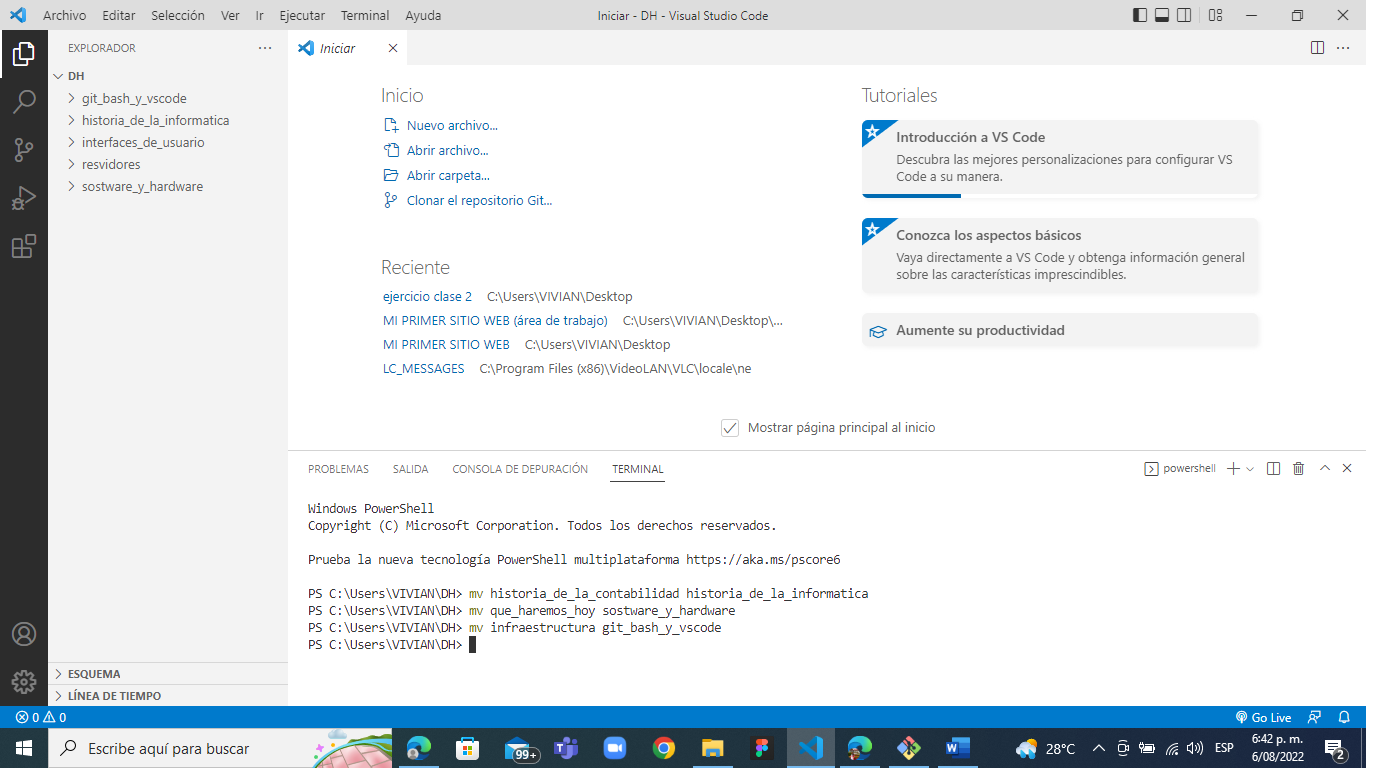 Archivo Editar Selección Ver Ir Ejecutar Terminal Ayuda
Iniciar - DH - Visual Studio Code
EXPLORADOR
DH
git_bash_y_vscode
historia_de_la_informatica
interfaces_de_usuario
resvidores
sostware_y_hardware
ESQUEMA
LÍNEA DE TIEMPO
Iniciar
Inicio
Nuevo archivo...
Abrir archivo...
Abrir carpeta...
Clonar el repositorio Git...
Reciente
ejercicio clase 2 C:\Users\VIVIAN\Desktop
MI PRIMER SITIO WEB (área de trabajo) C:\Users\VIVIAN\Desktop\...
MI PRIMER SITIO WEB C:\Users\VIVIAN\Desktop
LC_MESSAGES C:\Program Files (x86)\VideoLAN\VLC\locale\ne
Tutoriales
Introducción a VS Code
Descubra las mejores personalizaciones para configurar VS
Code a su manera.
Conozca los aspectos básicos
Vaya directamente a VS Code y obtenga información general
sobre las características imprescindibles.
Aumente su productividad
Mostrar página principal al inicio
PROBLEMAS SALIDA CONSOLA DE DEPURACIÓN TERMINAL
powershell
Windows PowerShell
Copyright (C) Microsoft Corporation. Todos los derechos reservados.
Prueba la nueva tecnología PowerShell multiplataforma https://aka.ms/pscore6
PS C:\Users\VIVIAN\DH> mv historia_de_la_contabilidad historia_de_la_informatica
PS C:\Users\VIVIAN\DH> mv que_haremos_hoy sostware_y_hardware
PS C:\Users\VIVIAN\DH> mv infraestructura git_bash_y_vscode
PS C:\Users\VIVIAN\DH>
0 0
Go Live
Escribe aquí para buscar
99+
28°C
ESP
6:42 p. m.
6/08/2022
2